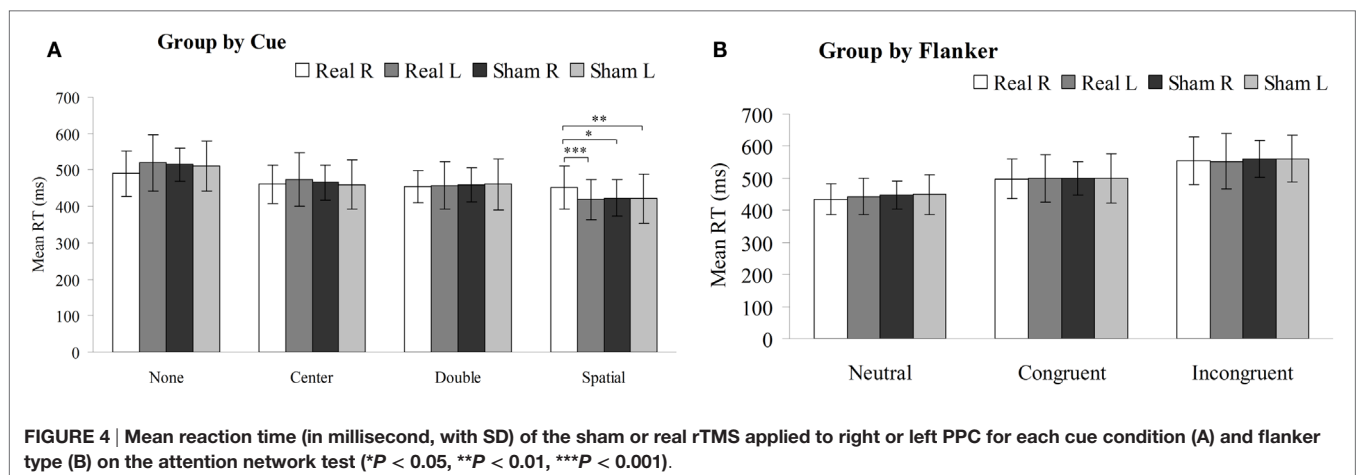 A
Group by Cue
Real R Real L Sham R Sham L
Mean RT (ms)
700
600
500
400
300
200
100
0
**
*
***
None Center Double Spatial
B
Group by Flanker
Real R Real L Sham R Sham L
Mean RT (ms)
700
600
500
400
300
200
100
0
Neutral Congruent Incongruent
FIGURE 4 | Mean reaction time (in millisecond, with SD) of the sham or real rTMS applied to right or left PPC for each cue condition (A) and flanker
type (B) on the attention network test (*P < 0.05, **P < 0.01, ***P < 0.001).